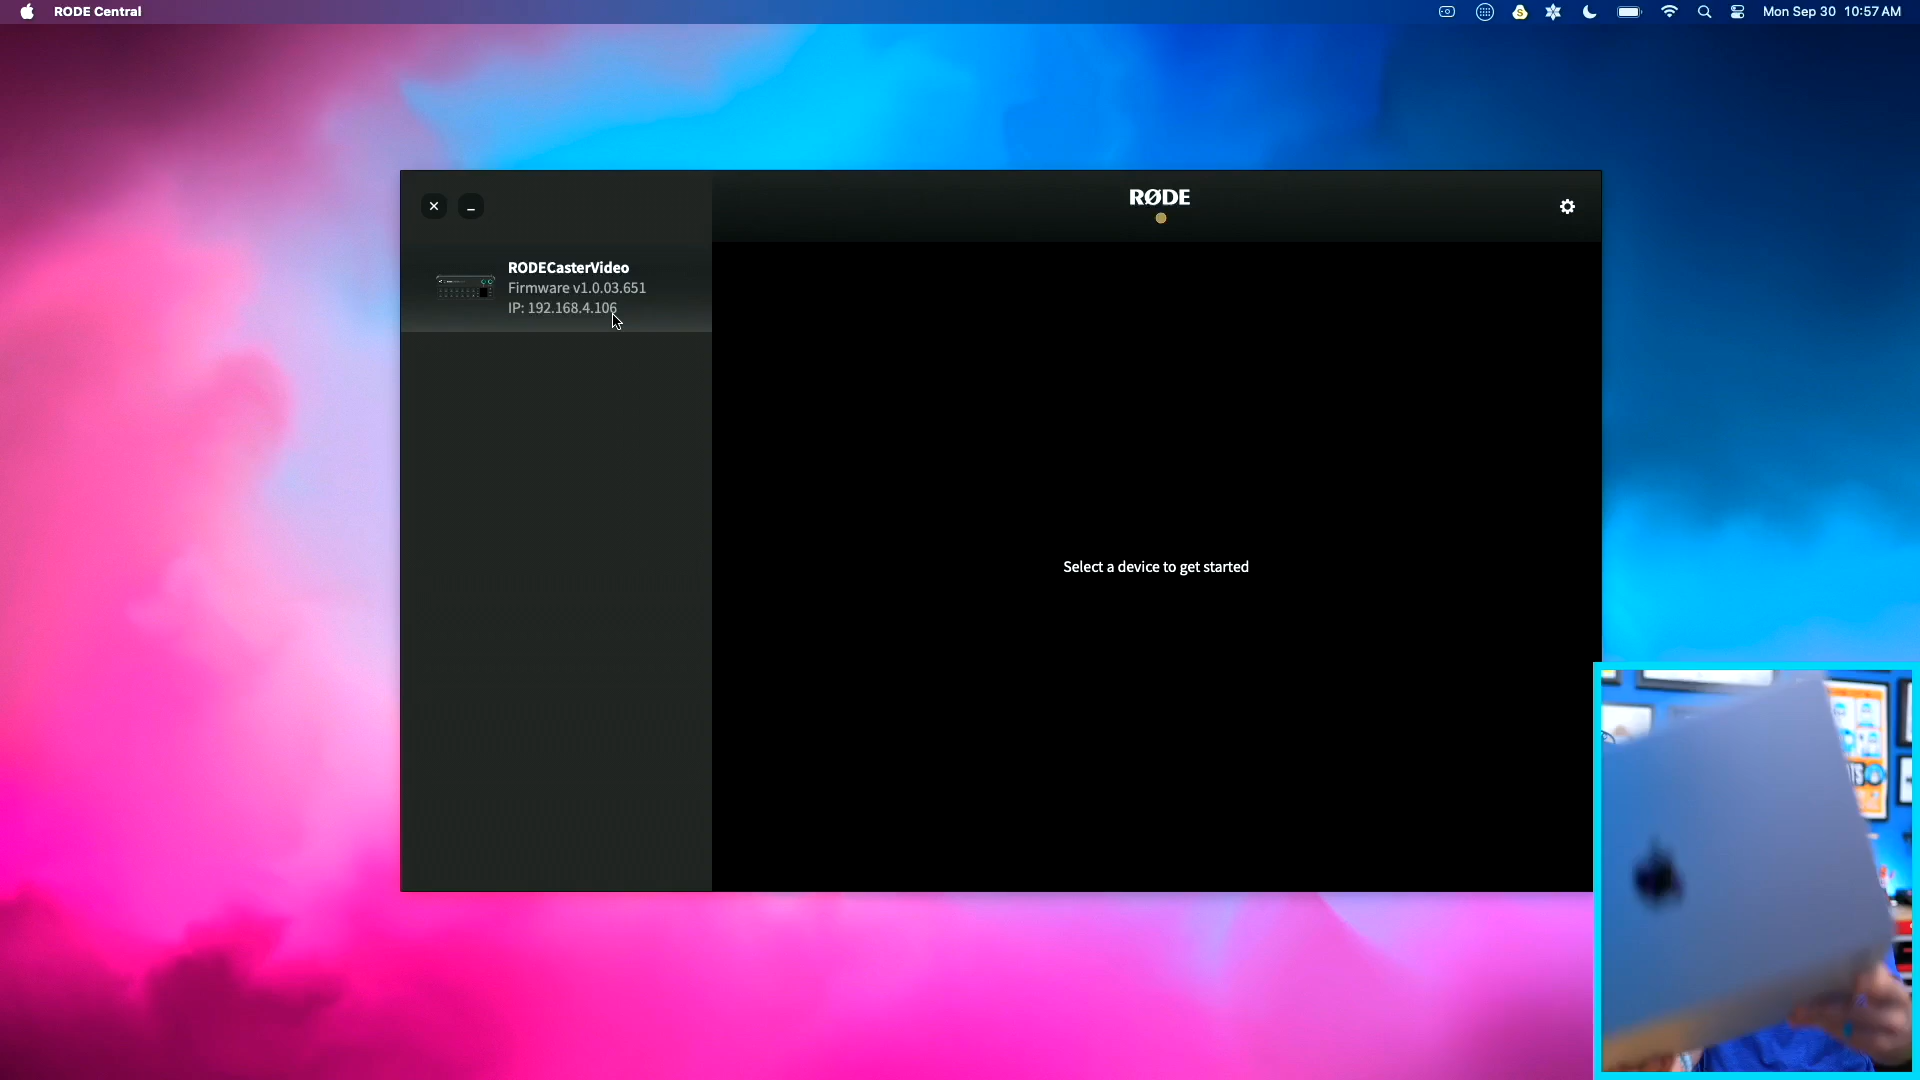 RODE Central
Mon Sep 30 10:57 AM
RØDE
RODECasterVideo
Firmware v1.0.03.651
IP: 192.168.4.106
Select a device to get started